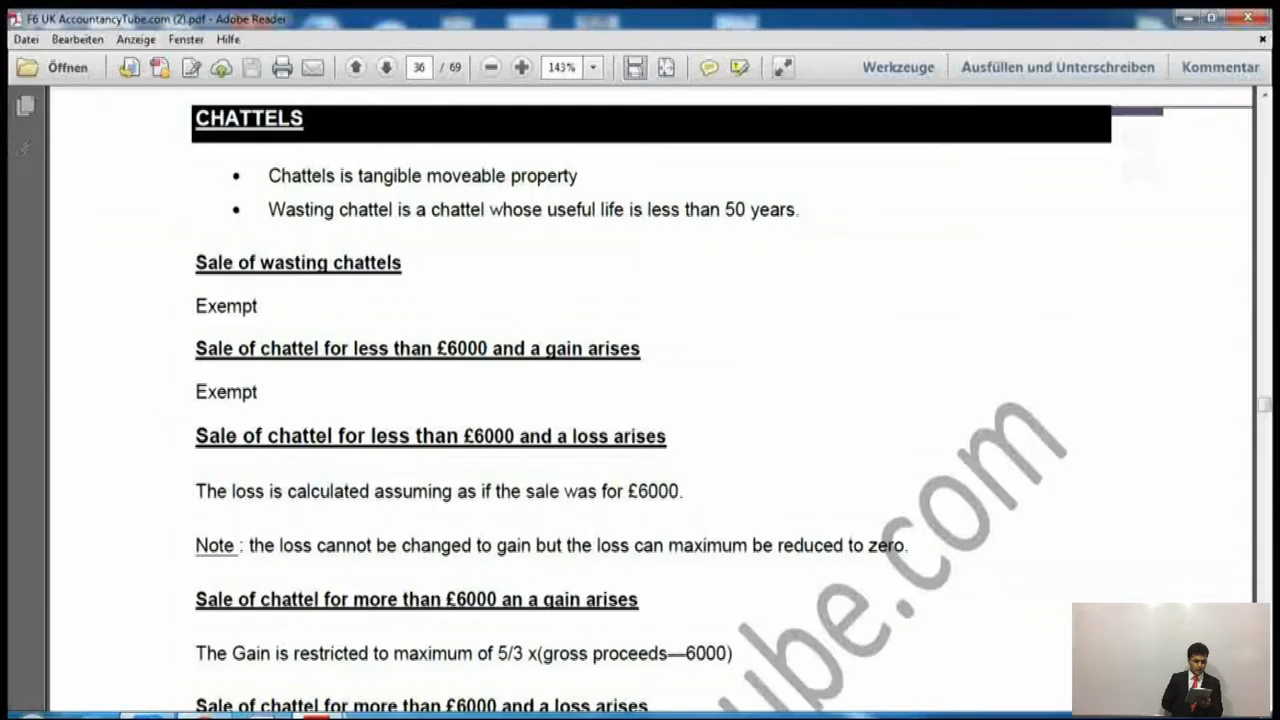 F6 UK AccountancyTube.com (2).pdf - Adobe Reader
Datei Bearbeiten Anzeige Fenster Hilfe
Öffnen 36 / 69 143% Werkzeuge Ausfüllen und Unterschreiben Kommentar
CHATTELS
• Chattels is tangible moveable property
• Wasting chattel is a chattel whose useful life is less than 50 years.
Sale of wasting chattels
Exempt
Sale of chattel for less than £6000 and a gain arises
Exempt
Sale of chattel for less than £6000 and a loss arises
The loss is calculated assuming as if the sale was for £6000.
Note : the loss cannot be changed to gain but the loss can maximum be reduced to zero.
Sale of chattel for more than £6000 an a gain arises
The Gain is restricted to maximum of 5/3 x(gross proceeds—6000)
Sale of chattel for more than £6000 and a loss arises
ube.com